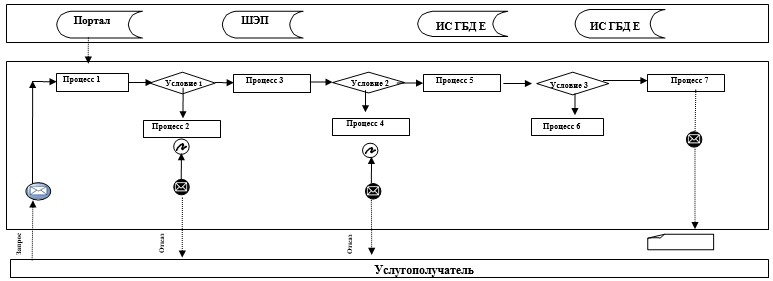 Портал
ШЭП
ИС ГБД Е
ИС ГБД Е
Процесс 1
Условие 1
Процесс 3
Условие 2
Процесс 5
Условие 3
Процесс 7
Процесс 2
Процесс 4
Процесс 6
Запрос
Отказ
Отказ
Услугополучатель